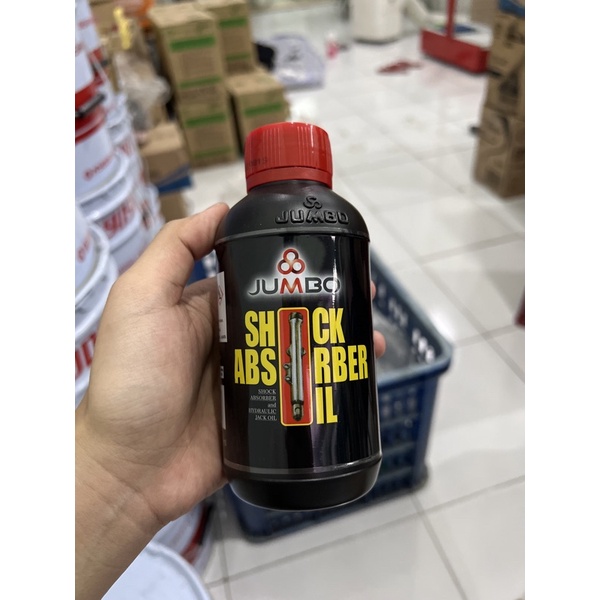 JUMBO
JUMBO
SHOCK
ABSORBER
OIL
SHOCK
ABSORBER
and
HYDRAULIC
JACK OIL